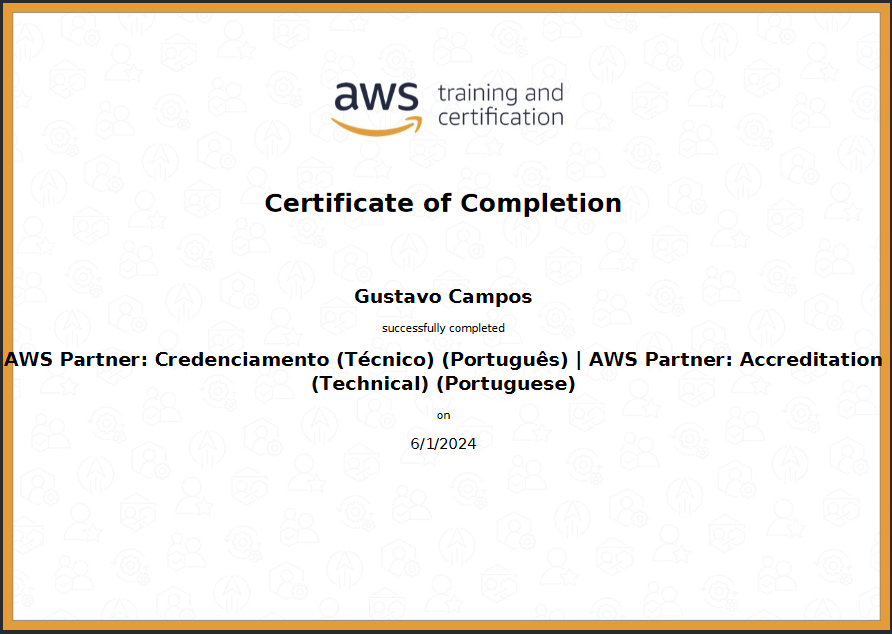 aws training and
certification
Certificate of Completion
Gustavo Campos
successfully completed
AWS Partner: Credenciamento (Técnico) (Português) | AWS Partner: Accreditation
(Technical) (Portuguese)
on
6/1/2024